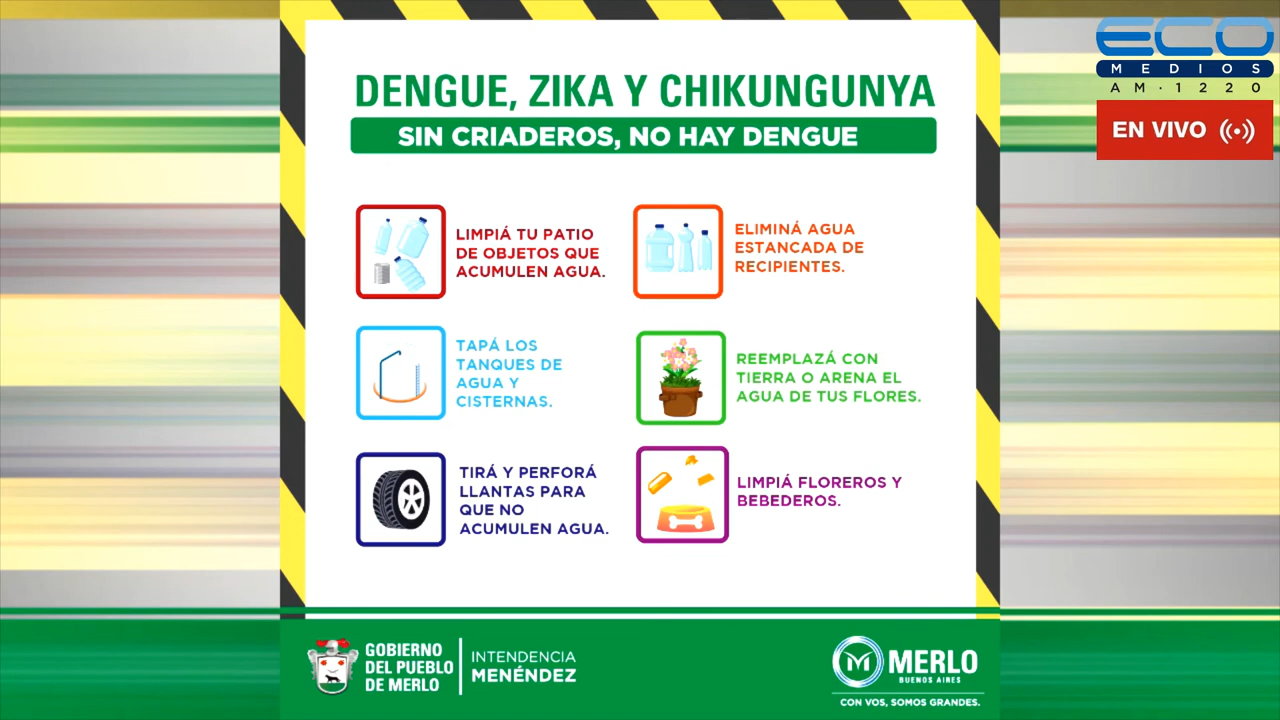 ECO
MEDIOS
AM·1220
EN VIVO
DENGUE, ZIKA Y CHIKUNGUNYA
SIN CRIADEROS, NO HAY DENGUE
LIMPIÁ TU PATIO
DE OBJETOS QUE
ACUMULEN AGUA.
ELIMINÁ AGUA
ESTANCADA DE
RECIPIENTES.
TAPÁ LOS
TANQUES DE
AGUA Y
CISTERNAS.
REEMPLAZÁ CON
TIERRA O ARENA EL
AGUA DE TUS FLORES.
TIRÁ Y PERFORÁ
LLANTAS PARA
QUE NO
ACUMULEN AGUA.
LIMPIÁ FLOREROS Y
BEBEDEROS.
GOBIERNO
DEL PUEBLO
DE MERLO
INTENDENCIA
MENÉNDEZ
MERLO
BUENOS AIRES
CON VOS, SOMOS GRANDES.